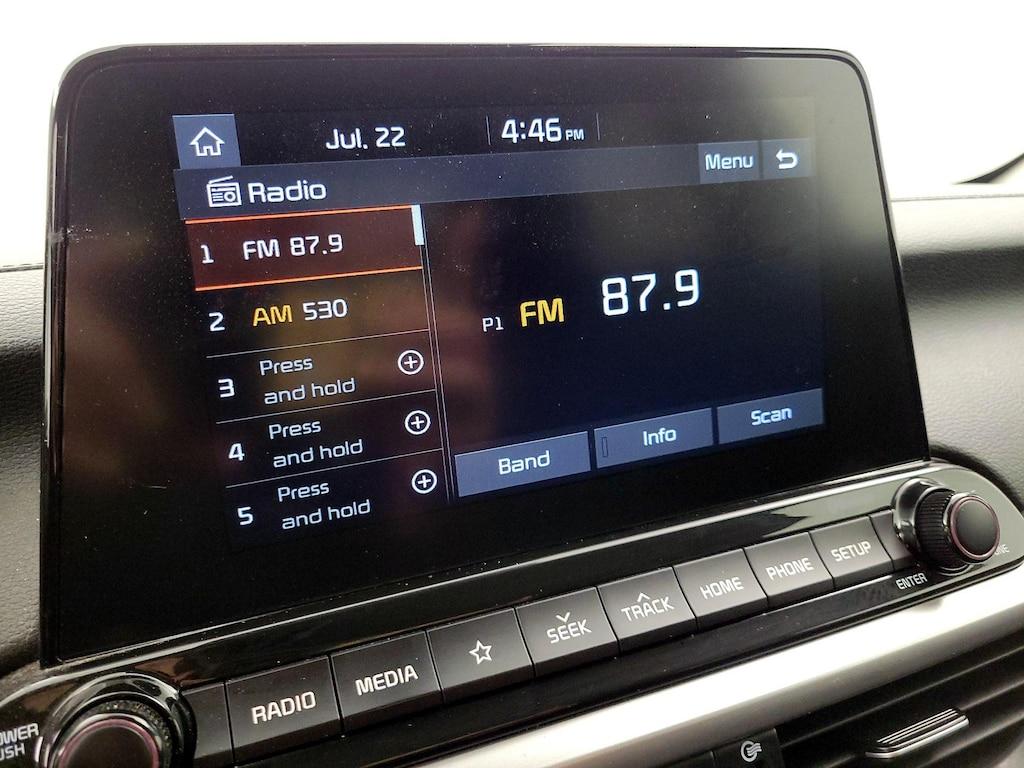 Jul. 22
4:46 PM
Menu
Radio
1 FM 87.9
2 AM 530
3 Press
and hold
4 Press
and hold
5 Press
and hold
P1 FM 87.9
Band
Info
Scan
RADIO
MEDIA
SEEK
TRACK
HOME
PHONE
SETUP
ENTER